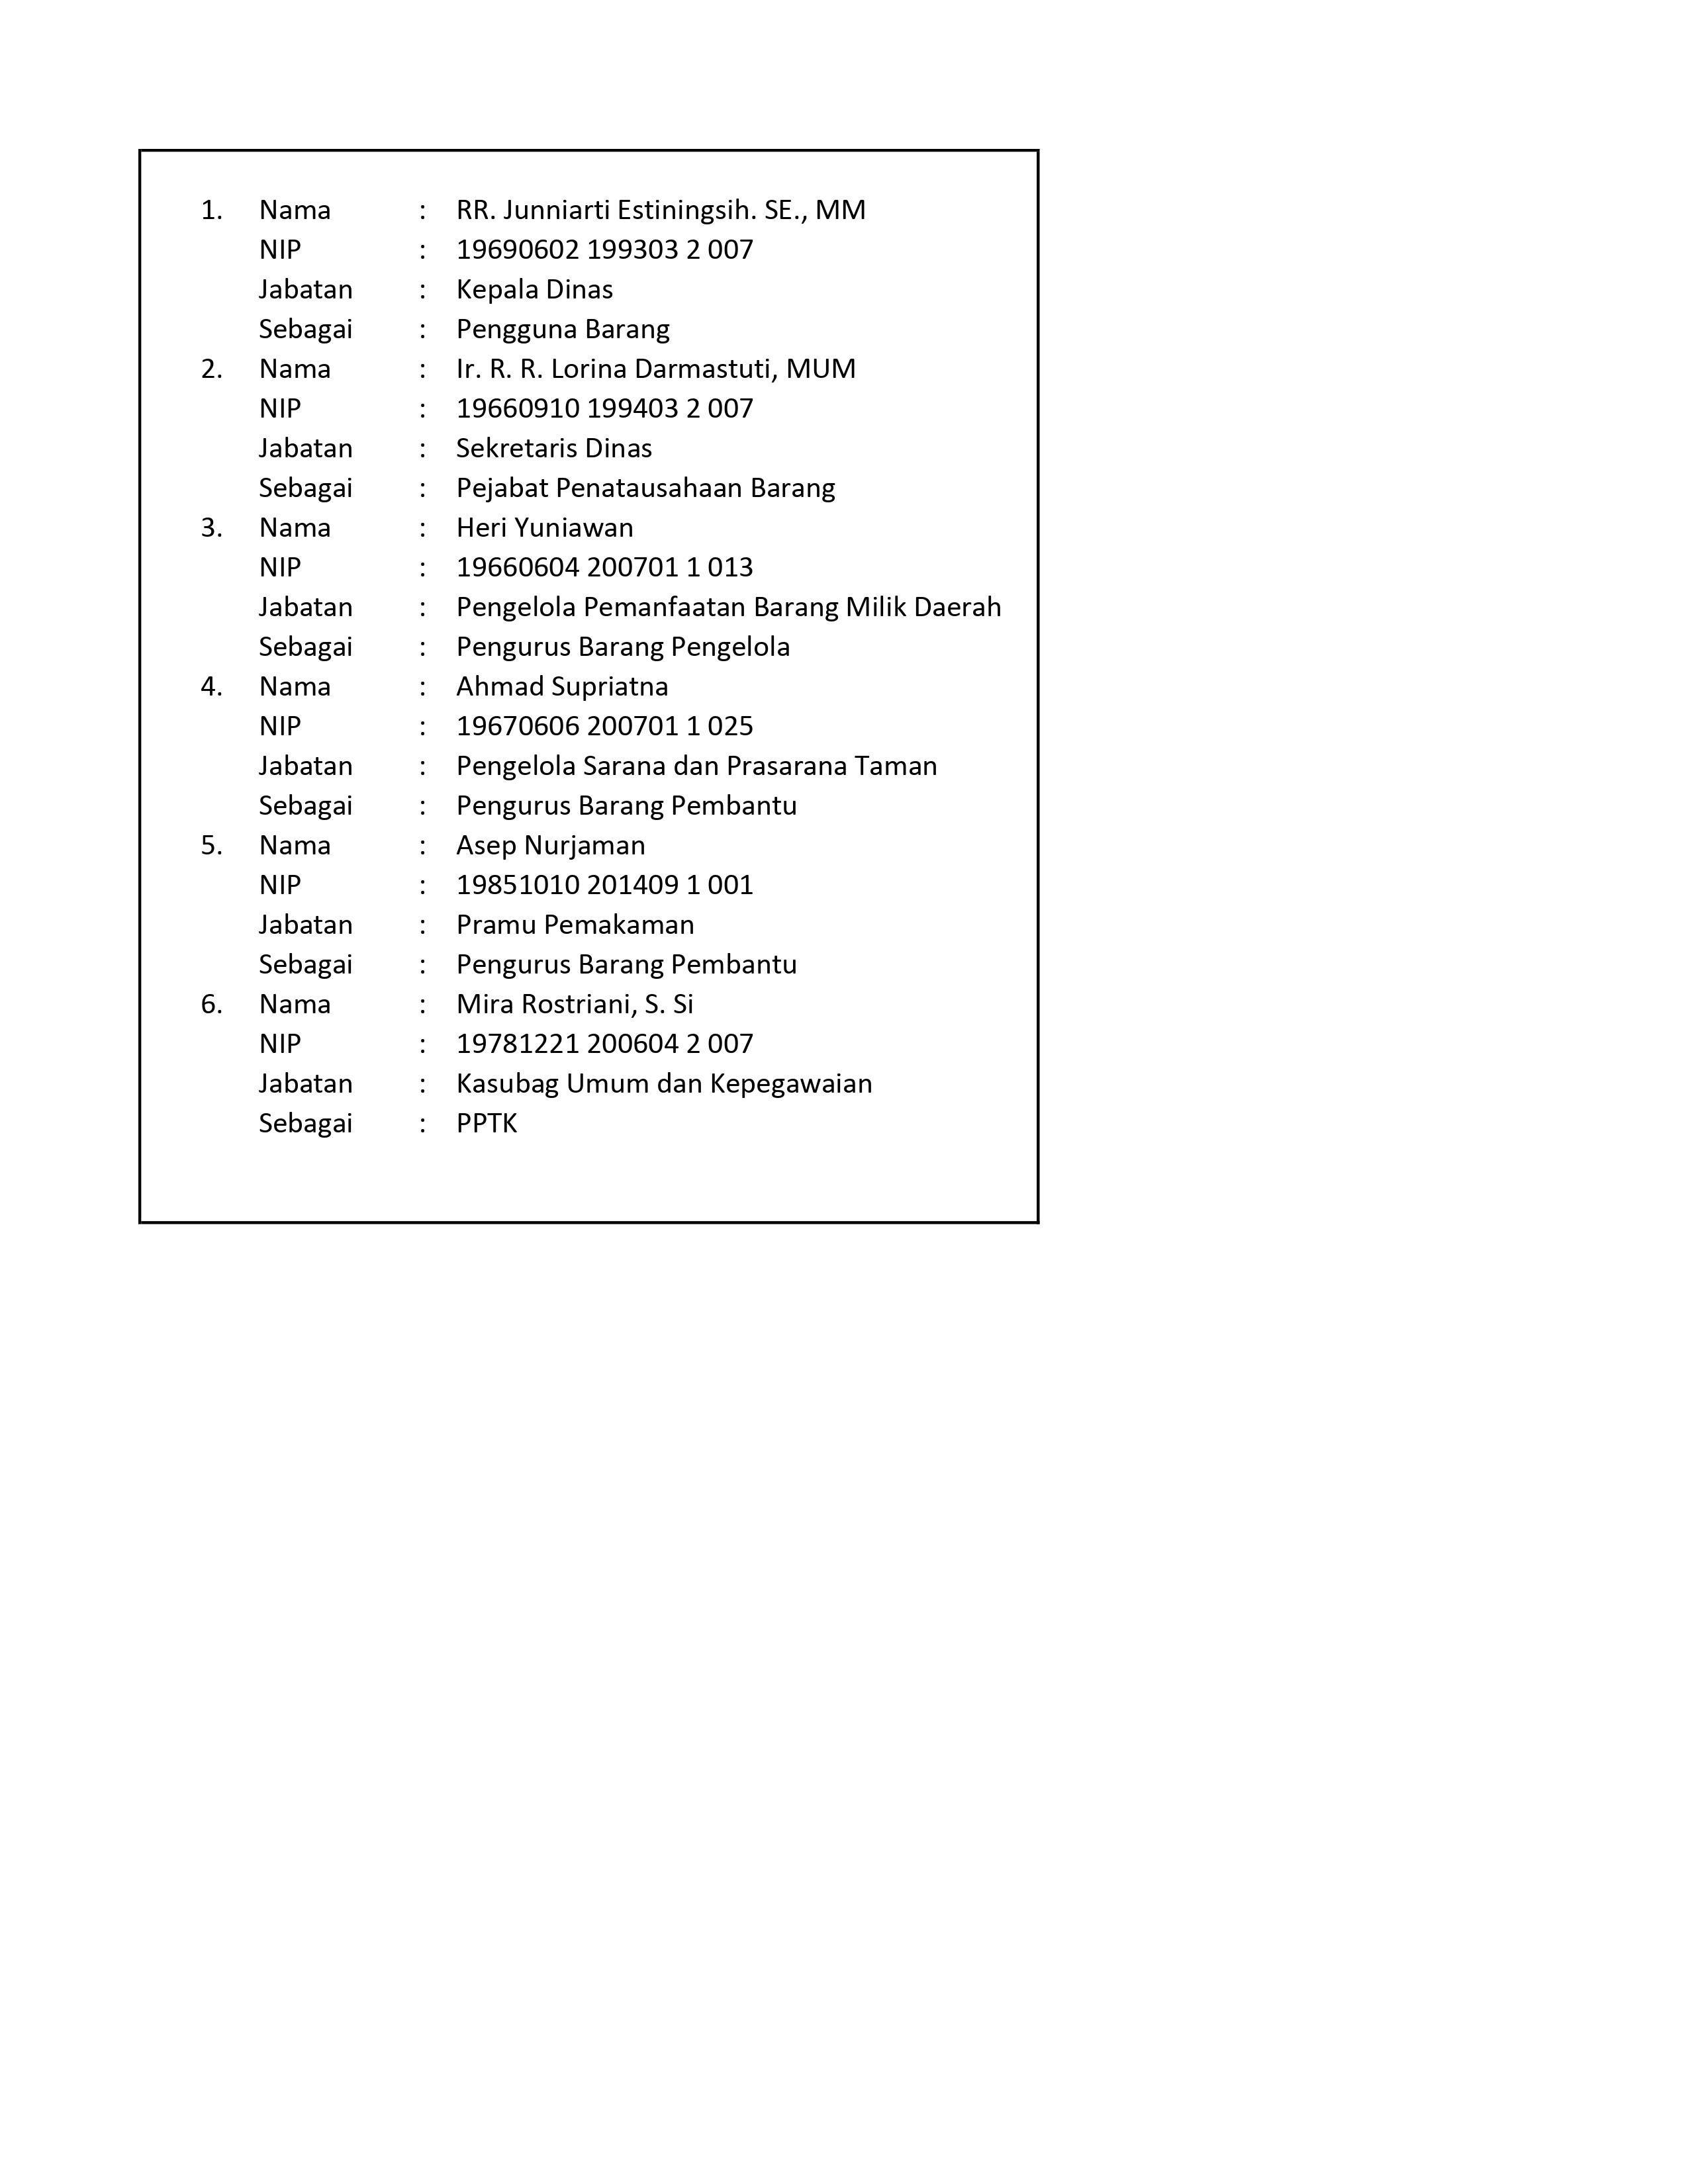 1. Nama : RR. Junniarti Estiningsih. SE., MM
NIP : 19690602 199303 2 007
Jabatan : Kepala Dinas
Sebagai : Pengguna Barang
2. Nama : Ir. R. R. Lorina Darmastuti, MUM
NIP : 19660910 199403 2 007
Jabatan : Sekretaris Dinas
Sebagai : Pejabat Penatausahaan Barang
3. Nama : Heri Yuniawan
NIP : 19660604 200701 1 013
Jabatan : Pengelola Pemanfaatan Barang Milik Daerah
Sebagai : Pengurus Barang Pengelola
4. Nama : Ahmad Supriatna
NIP : 19670606 200701 1 025
Jabatan : Pengelola Sarana dan Prasarana Taman
Sebagai : Pengurus Barang Pembantu
5. Nama : Asep Nurjaman
NIP : 19851010 201409 1 001
Jabatan : Pramu Pemakaman
Sebagai : Pengurus Barang Pembantu
6. Nama : Mira Rostriani, S. Si
NIP : 19781221 200604 2 007
Jabatan : Kasubag Umum dan Kepegawaian
Sebagai : PPTK